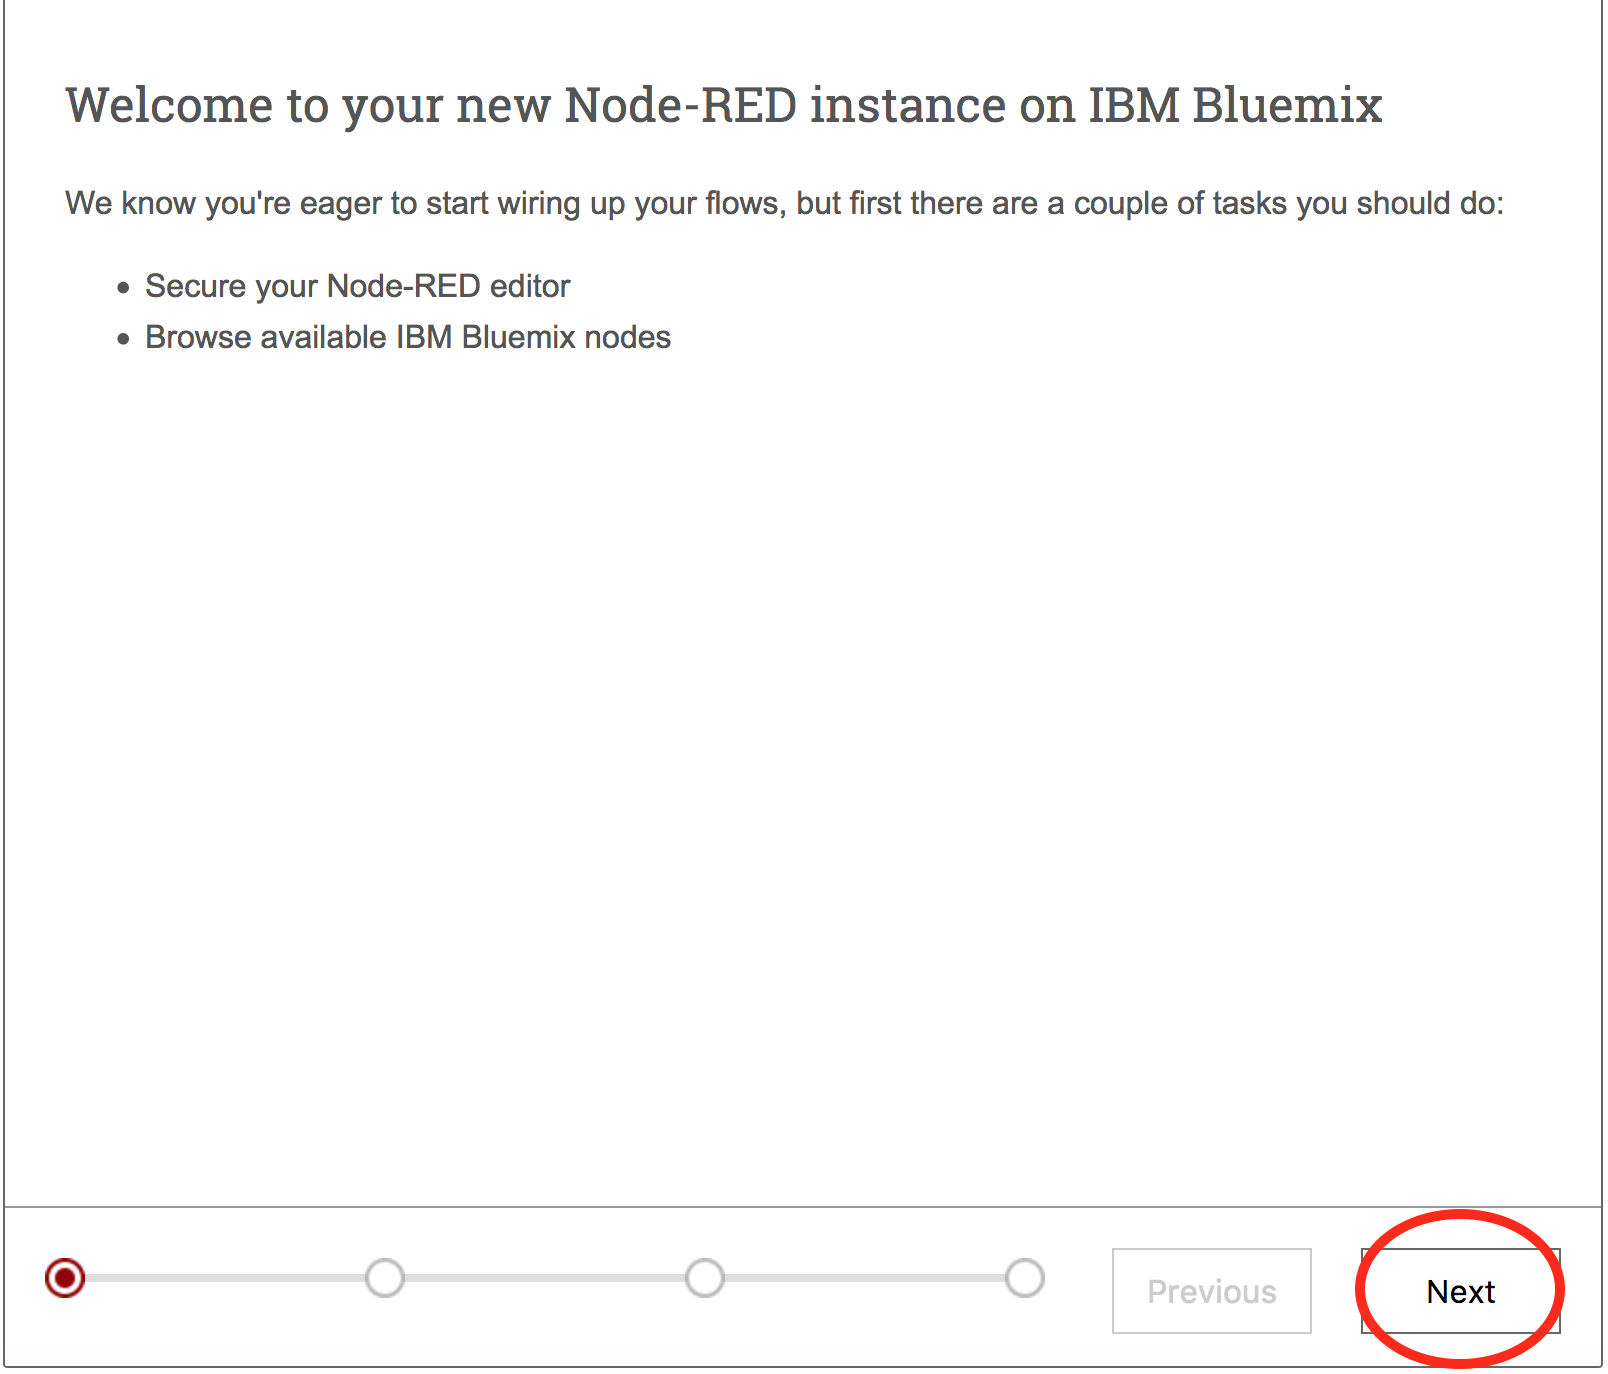 Welcome to your new Node-RED instance on IBM Bluemix
We know you're eager to start wiring up your flows, but first there are a couple of tasks you should do:
Secure your Node-RED editor
Browse available IBM Bluemix nodes
Previous
Next